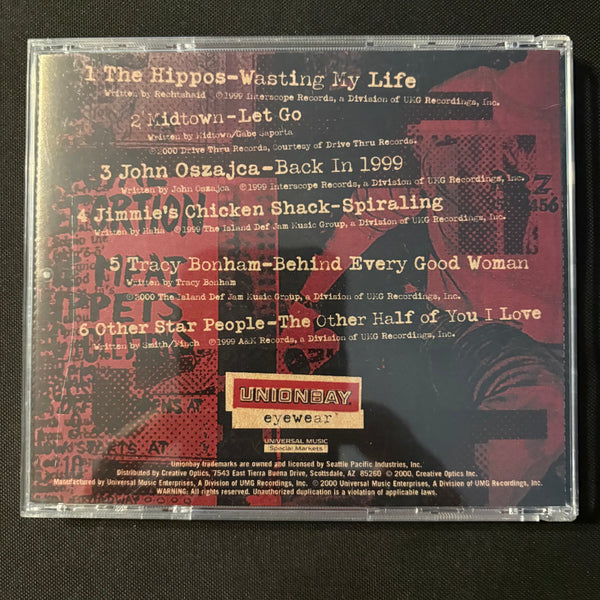 1 The Hippos-Wasting My Life
Written by Rechtshaid ℗1999 Interscope Records, a Division of UMG Recordings, Inc.
2 Midtown-Let Go
Written by Midtown/Gabe Saporta
℗2000 Drive Thru Records, Courtesy of Drive Thru Records.
3 John Oszajca-Back In 1999
Written by John Oszajca ℗1999 Interscope Records, a Division of UMG Recordings, Inc.
4 Jimmie's Chicken Shack-Spiraling
Written by HaHa ℗ 1999 The Island Def Jam Music Group, a Division of UMG Recordings, Inc.
5 Tracy Bonham-Behind Every Good Woman
Written by Tracy Bonham
℗2000 The Island Def Jam Music Group, a Division of UMG Recordings, Inc.
6 Other Star People-The Other Half of You I Love
Written by Smith/Finch ℗1999 A&M Records, a Division of UMG Recordings, Inc.
UNIONBAY
eyewear
UNIVERSAL MUSIC
Special Markets
Unionbay trademarks are owned and licensed by Seattle Pacific Industries, Inc.
Distributed by Creative Optics, 7543 East Tierra Buena Drive, Scottsdale, AZ 85260 © 2000, Creative Optics Inc.
Manufactured by Universal Music Enterprises, A Division of UMG Recordings, Inc. ℗ 2000 Universal Music Enterprises, A Division of UMG Recordings, Inc.
WARNING: All rights reserved. Unauthorized duplication is a violation of applicable laws.